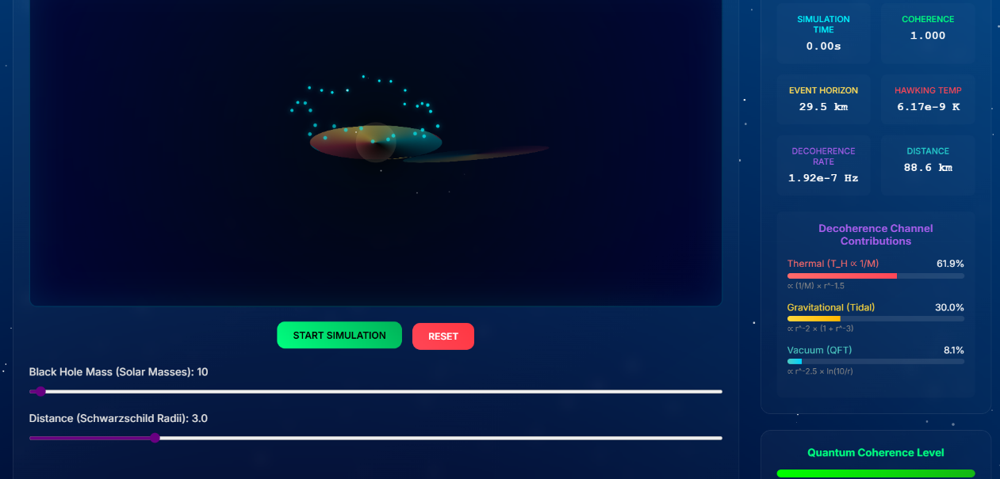 SIMULATION
TIME
0.00s
COHERENCE
1.000
EVENT HORIZON
29.5 km
HAWKING TEMP
6.17e-9 K
DECOHERENCE
RATE
1.92e-7 Hz
DISTANCE
88.6 km
Decoherence Channel
Contributions
Thermal (T_H ∝ 1/M) 61.9%
∝ (1/M) × r^-1.5
Gravitational (Tidal) 30.0%
∝ r^-2 × (1 + r^-3)
Vacuum (QFT) 8.1%
∝ r^-2.5 × ln(10/r)
Quantum Coherence Level
START SIMULATION
RESET
Black Hole Mass (Solar Masses): 10
Distance (Schwarzschild Radii): 3.0